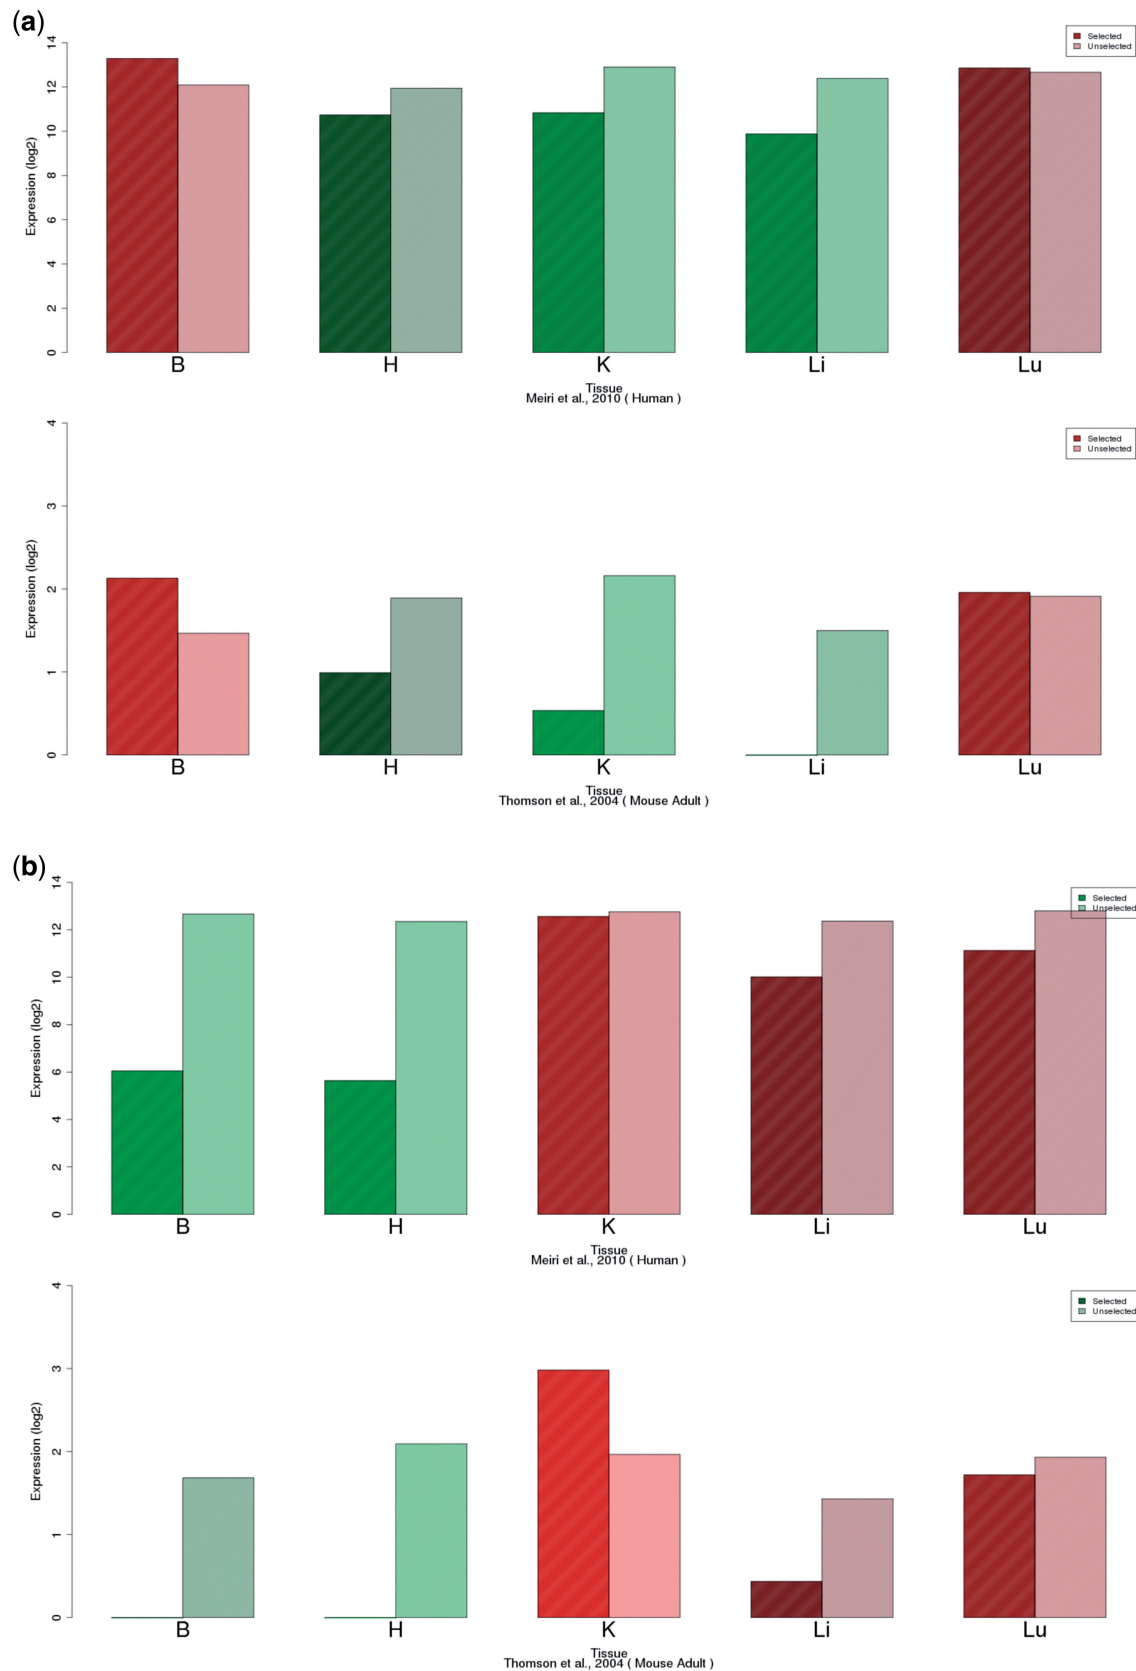 (a)
Selected
Unselected
Expression (log2)
14
12
10
8
6
4
2
0
B H K Li Lu
Tissue
Meiri et al., 2010 ( Human )
Selected
Unselected
Expression (log2)
4
3
2
1
0
B H K Li Lu
Tissue
Thomson et al., 2004 ( Mouse Adult )
(b)
Selected
Unselected
Expression (log2)
14
12
10
8
6
4
2
0
B H K Li Lu
Tissue
Meiri et al., 2010 ( Human )
Selected
Unselected
Expression (log2)
4
3
2
1
0
B H K Li Lu
Tissue
Thomson et al., 2004 ( Mouse Adult )